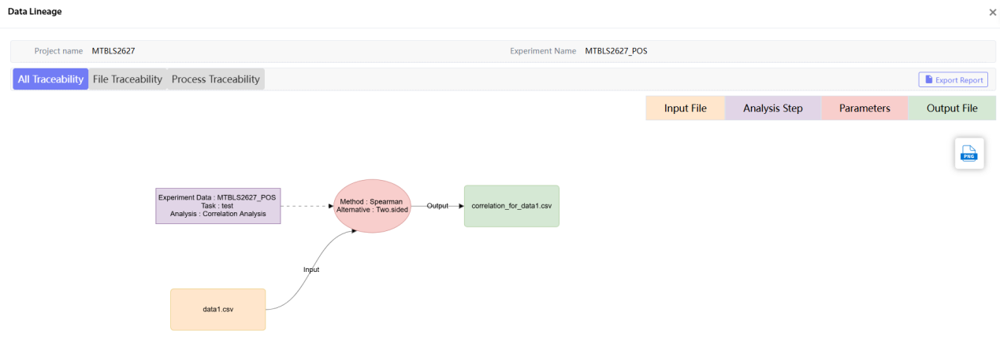 Data Lineage
Project name MTBLS2627 Experiment Name MTBLS2627_POS
All Traceability File Traceability Process Traceability Export Report
Input File Analysis Step Parameters Output File
PNG
Experiment Data : MTBLS2627_POS
Task : test
Analysis : Correlation Analysis
Method : Spearman
Alternative : Two.sided
Output
correlation_for_data1.csv
Input
data1.csv